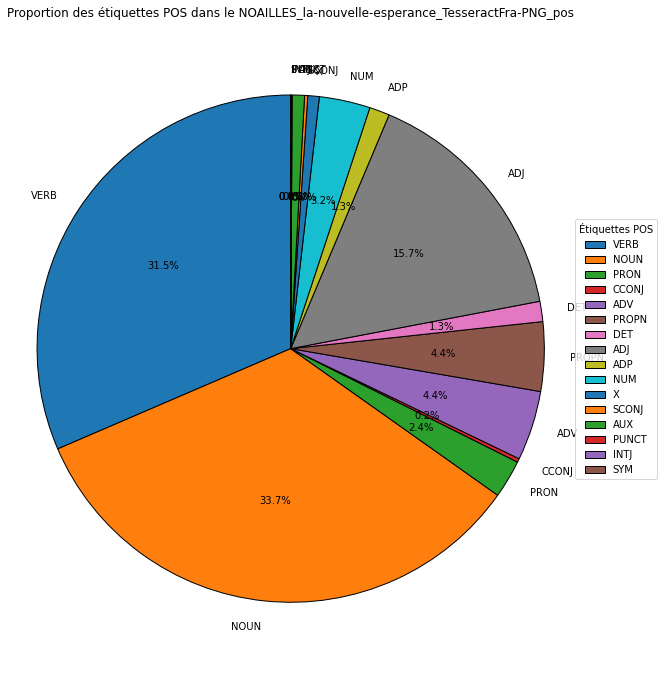 Proportion des étiquettes POS dans le NOAILLES_la-nouvelle-esperance_TesseractFra-PNG_pos
NUM
ADP
ADJ
VERB
3.2%
1.3%
15.7%
31.5%
Étiquettes POS
VERB
NOUN
PRON
CCONJ
ADV
PROPN
DET
ADJ
ADP
NUM
X
SCONJ
AUX
PUNCT
INTJ
SYM
1.3%
4.4%
4.4%
0.2%
2.4%
ADV
CCONJ
PRON
33.7%
NOUN